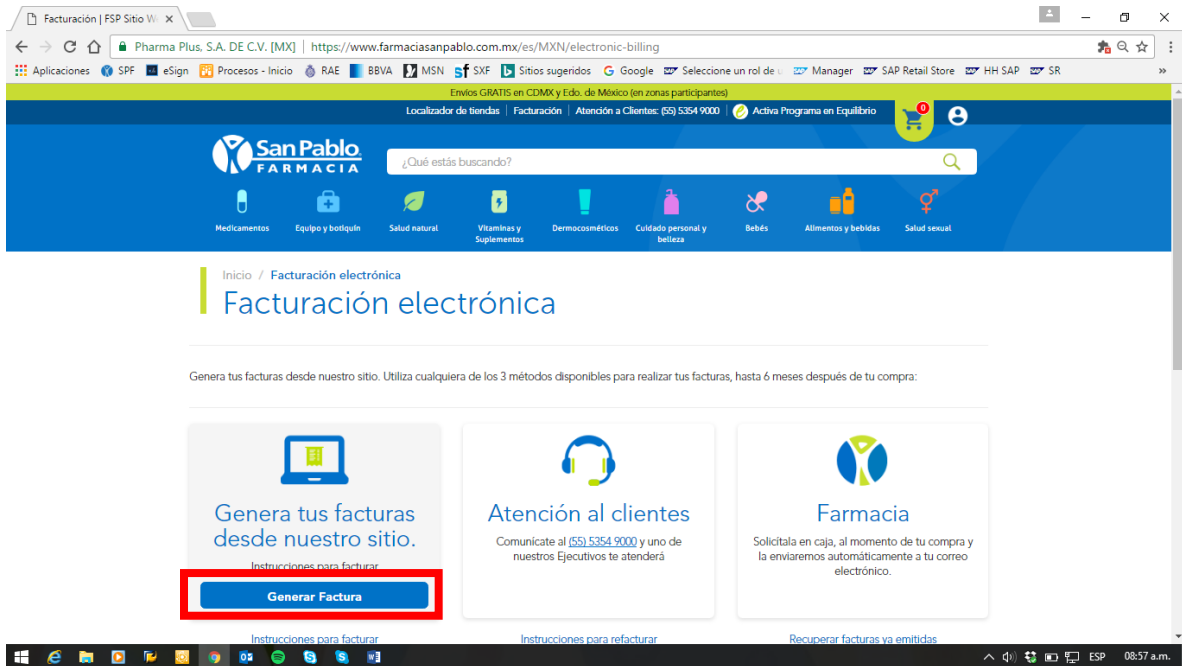 Facturación | FSP Sitio W
Pharma Plus, S.A. DE C.V. [MX] | https://www.farmaciasanpablo.com.mx/es/MXN/electronic-billing
Aplicaciones SPF eSign Procesos - Inicio RAE BBVA MSN SXF Sitios sugeridos Google Seleccione un rol de Manager SAP Retail Store HH SAP SR »
Envíos GRATIS en CDMX y Edo. de México (en zonas participantes)
Localizador de tiendas | Facturación | Atención a Clientes: (55) 5354 9000 | Activa Programa en Equilibrio 0
San Pablo
FARMACIA
¿Qué estás buscando?
Medicamentos Equipo y botiquín Salud natural Vitaminas y Suplementos Dermocosméticos Cuidado personal y belleza Bebés Alimentos y bebidas Salud sexual
Inicio / Facturación electrónica
Facturación electrónica
Genera tus facturas desde nuestro sitio. Utiliza cualquiera de los 3 métodos disponibles para realizar tus facturas, hasta 6 meses después de tu compra:
Genera tus facturas
desde nuestro sitio.
Instrucciones para facturar
Generar Factura
Instrucciones para facturar
Atención al clientes
Comunícate al (55) 5354 9000 y uno de
nuestros Ejecutivos te atenderá
Instrucciones para refacturar
Farmacia
Solicítala en caja, al momento de tu compra y
la enviaremos automáticamente a tu correo
electrónico.
Recuperar facturas ya emitidas
ESP 08:57 a.m.